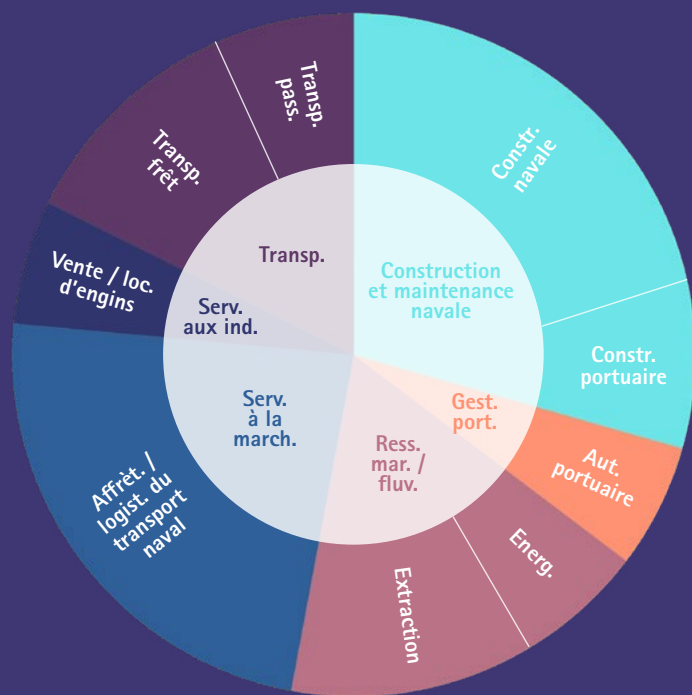 Transp.
pass.
Transp.
frêt
Vente / loc.
d'engins
Affrèt. /
logist. du
transport
naval
Extraction
Energ.
Aut.
portuaire
Constr.
portuaire
Constr.
navale
Transp.
Construction
et maintenance
navale
Serv.
aux ind.
Serv.
à la
march.
Ress.
mar. /
fluv.
Gest.
port.